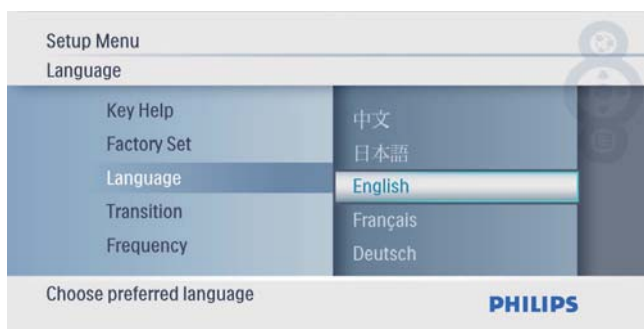 Setup Menu
Language
Key Help
Factory Set
Language
Transition
Frequency
中文
日本語
English
Français
Deutsch
Choose preferred language
PHILIPS